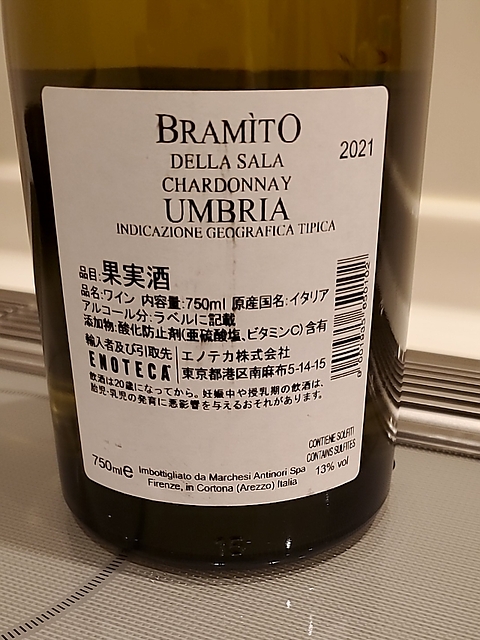 BRAMÌTO
2021
DELLA SALA
CHARDONNAY
UMBRIA
INDICAZIONE GEOGRAFICA TIPICA
品目:果実酒
品名:ワイン 内容量:750ml 原産国名:イタリア
アルコール分:ラベルに記載
添加物:酸化防止剤(亜硫酸塩、ビタミンC)含有
輸入者及び引取先 エノテカ株式会社
ENOTECA 東京都港区南麻布5-14-15
飲酒は20歳になってから。妊娠中や授乳期の飲酒は、
胎児・乳児の発育に悪影響を与えるおそれがあります。
CONTIENE SOLFITI
CONTAINS SULFITES
750ml e Imbottigliato da Marchesi Antinori Spa 13% vol
Firenze, in Cortona (Arezzo) Italia